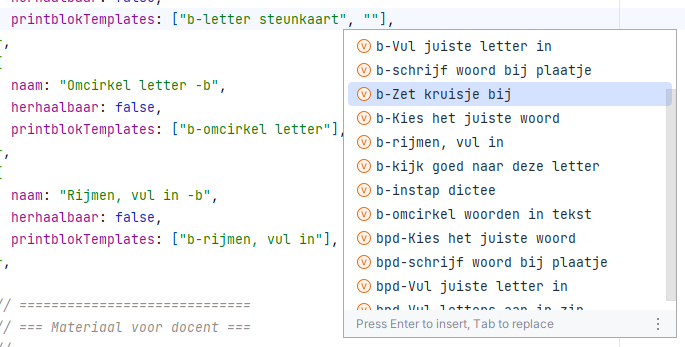 herhaalbaar: false,
printblokTemplates: ["b-letter steunkaart", ""],
,
naam: "Omcirkel letter -b",
herhaalbaar: false,
printblokTemplates: ["b-omcirkel letter"],
,
naam: "Rijmen, vul in -b",
herhaalbaar: false,
printblokTemplates: ["b-rijmen, vul in"],
,
// =============================
// === Materiaal voor docent ===
//
b-Vul juiste letter in
b-schrijf woord bij plaatje
b-Zet kruisje bij
b-Kies het juiste woord
b-rijmen, vul in
b-kijk goed naar deze letter
b-instap dictee
b-omcirkel woorden in tekst
bpd-Kies het juiste woord
bpd-schrijf woord bij plaatje
bpd-Vul juiste letter in
bpd-Vul letters aan in zin
Press Enter to insert, Tab to replace